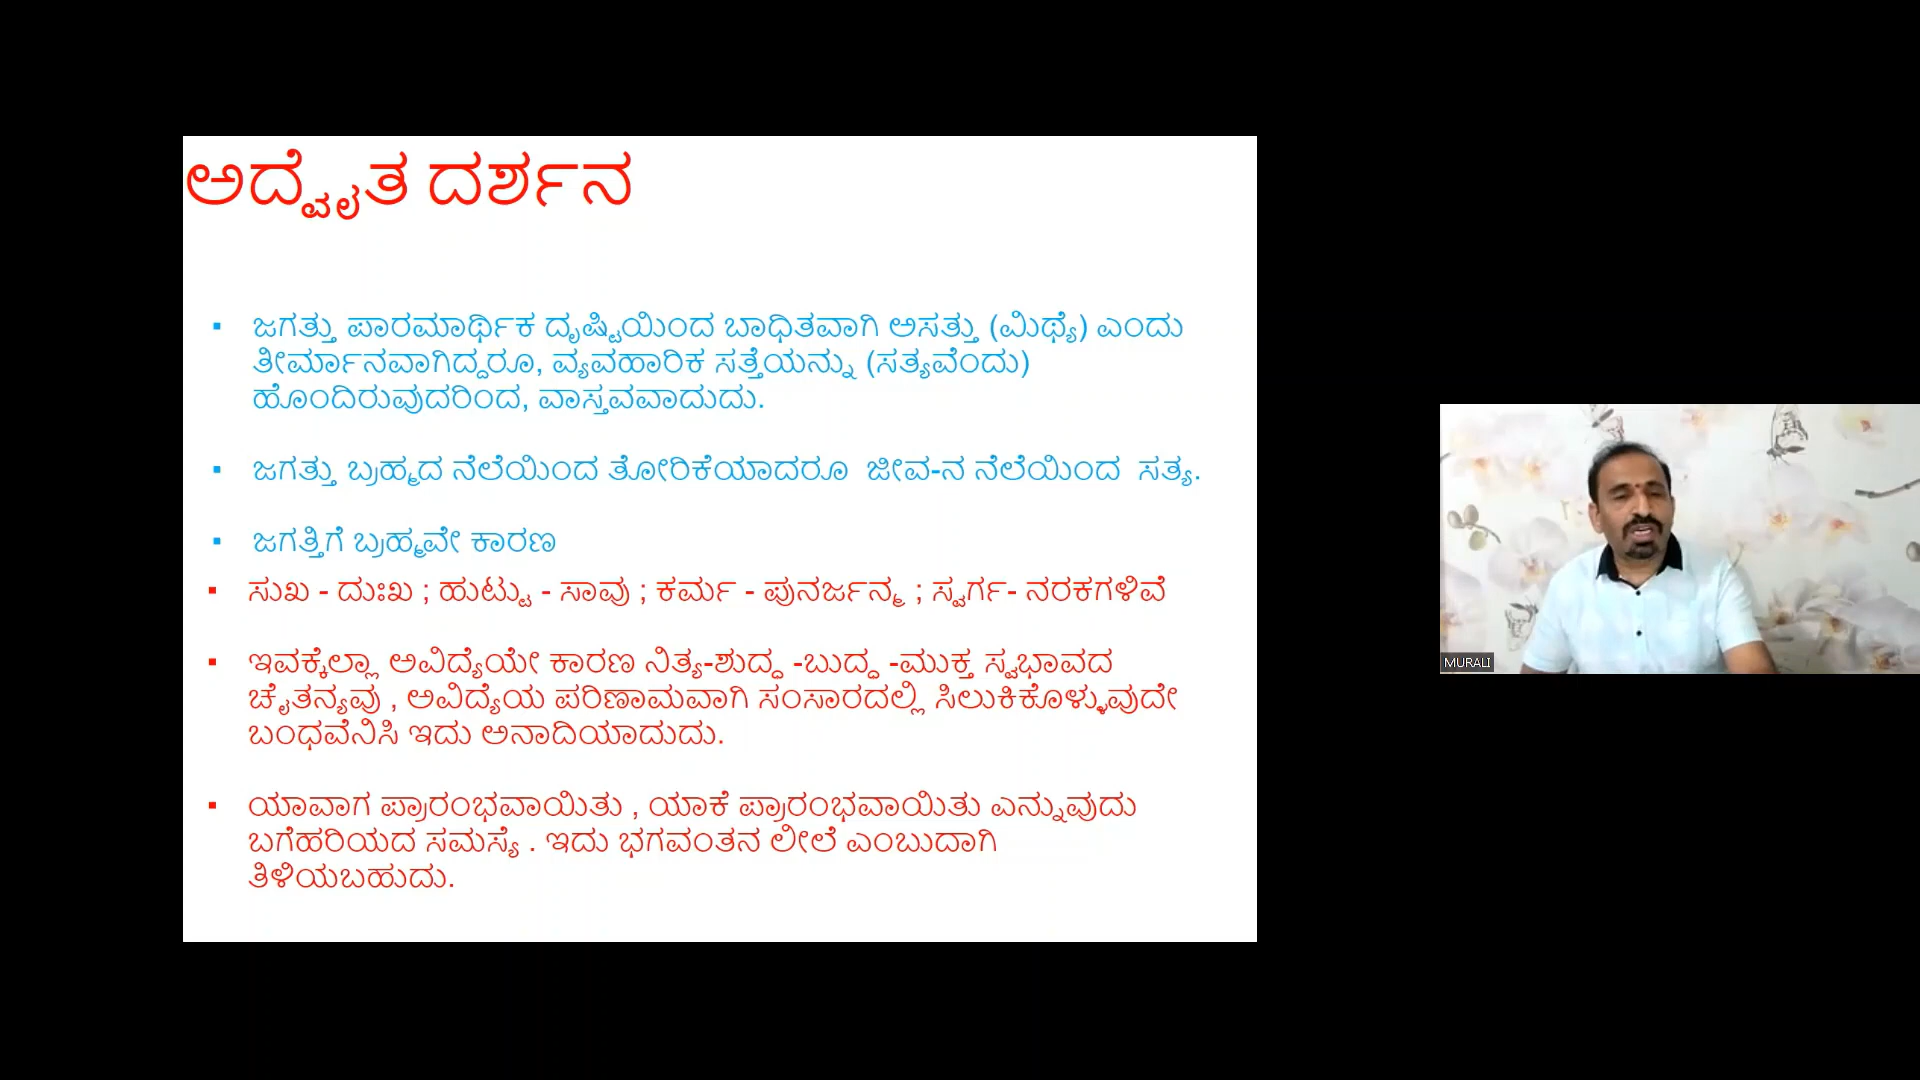 ಅದ್ವೈತ ದರ್ಶನ
▪ ಜಗತ್ತು ಪಾರಮಾರ್ಥಿಕ ದೃಷ್ಟಿಯಿಂದ ಬಾಧಿತವಾಗಿ ಅಸತ್ತು (ಮಿಥ್ಯೆ) ಎಂದು
ತೀರ್ಮಾನವಾಗಿದ್ದರೂ, ವ್ಯವಹಾರಿಕ ಸತ್ತೆಯನ್ನು (ಸತ್ಯವೆಂದು)
ಹೊಂದಿರುವುದರಿಂದ, ವಾಸ್ತವವಾದುದು.
▪ ಜಗತ್ತು ಬ್ರಹ್ಮದ ನೆಲೆಯಿಂದ ತೋರಿಕೆಯಾದರೂ ಜೀವ-ನ ನೆಲೆಯಿಂದ ಸತ್ಯ.
▪ ಜಗತ್ತಿಗೆ ಬ್ರಹ್ಮವೇ ಕಾರಣ
▪ ಸುಖ - ದುಃಖ ; ಹುಟ್ಟು - ಸಾವು ; ಕರ್ಮ - ಪುನರ್ಜನ್ಮ ; ಸ್ವರ್ಗ- ನರಕಗಳಿವೆ
▪ ಇವಕ್ಕೆಲ್ಲಾ ಅವಿದ್ಯೆಯೇ ಕಾರಣ ನಿತ್ಯ-ಶುದ್ಧ -ಬುದ್ಧ -ಮುಕ್ತ ಸ್ವಭಾವದ
ಚೈತನ್ಯವು , ಅವಿದ್ಯೆಯ ಪರಿಣಾಮವಾಗಿ ಸಂಸಾರದಲ್ಲಿ ಸಿಲುಕಿಕೊಳ್ಳುವುದೇ
ಬಂಧವೆನಿಸಿ ಇದು ಅನಾದಿಯಾದುದು.
▪ ಯಾವಾಗ ಪ್ರಾರಂಭವಾಯಿತು , ಯಾಕೆ ಪ್ರಾರಂಭವಾಯಿತು ಎನ್ನುವುದು
ಬಗೆಹರಿಯದ ಸಮಸ್ಯೆ . ಇದು ಭಗವಂತನ ಲೀಲೆ ಎಂಬುದಾಗಿ
ತಿಳಿಯಬಹುದು.
MURALI